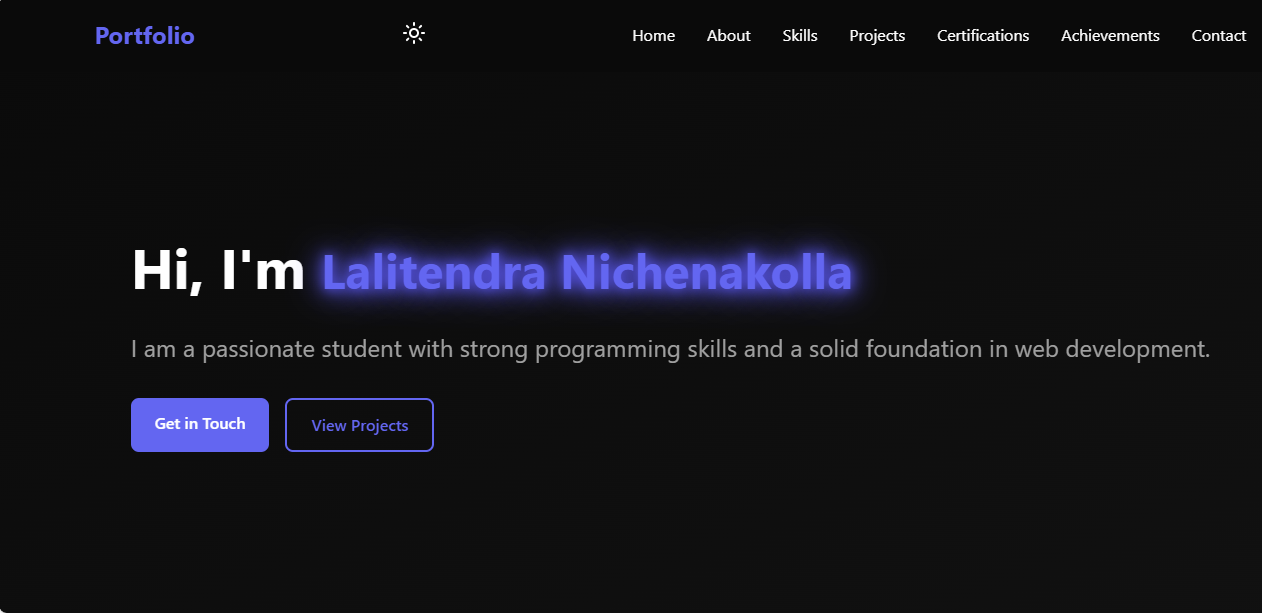 Portfolio
Home About Skills Projects Certifications Achievements Contact
Hi, I'm Lalitendra Nichenakolla
I am a passionate student with strong programming skills and a solid foundation in web development.
Get in Touch View Projects